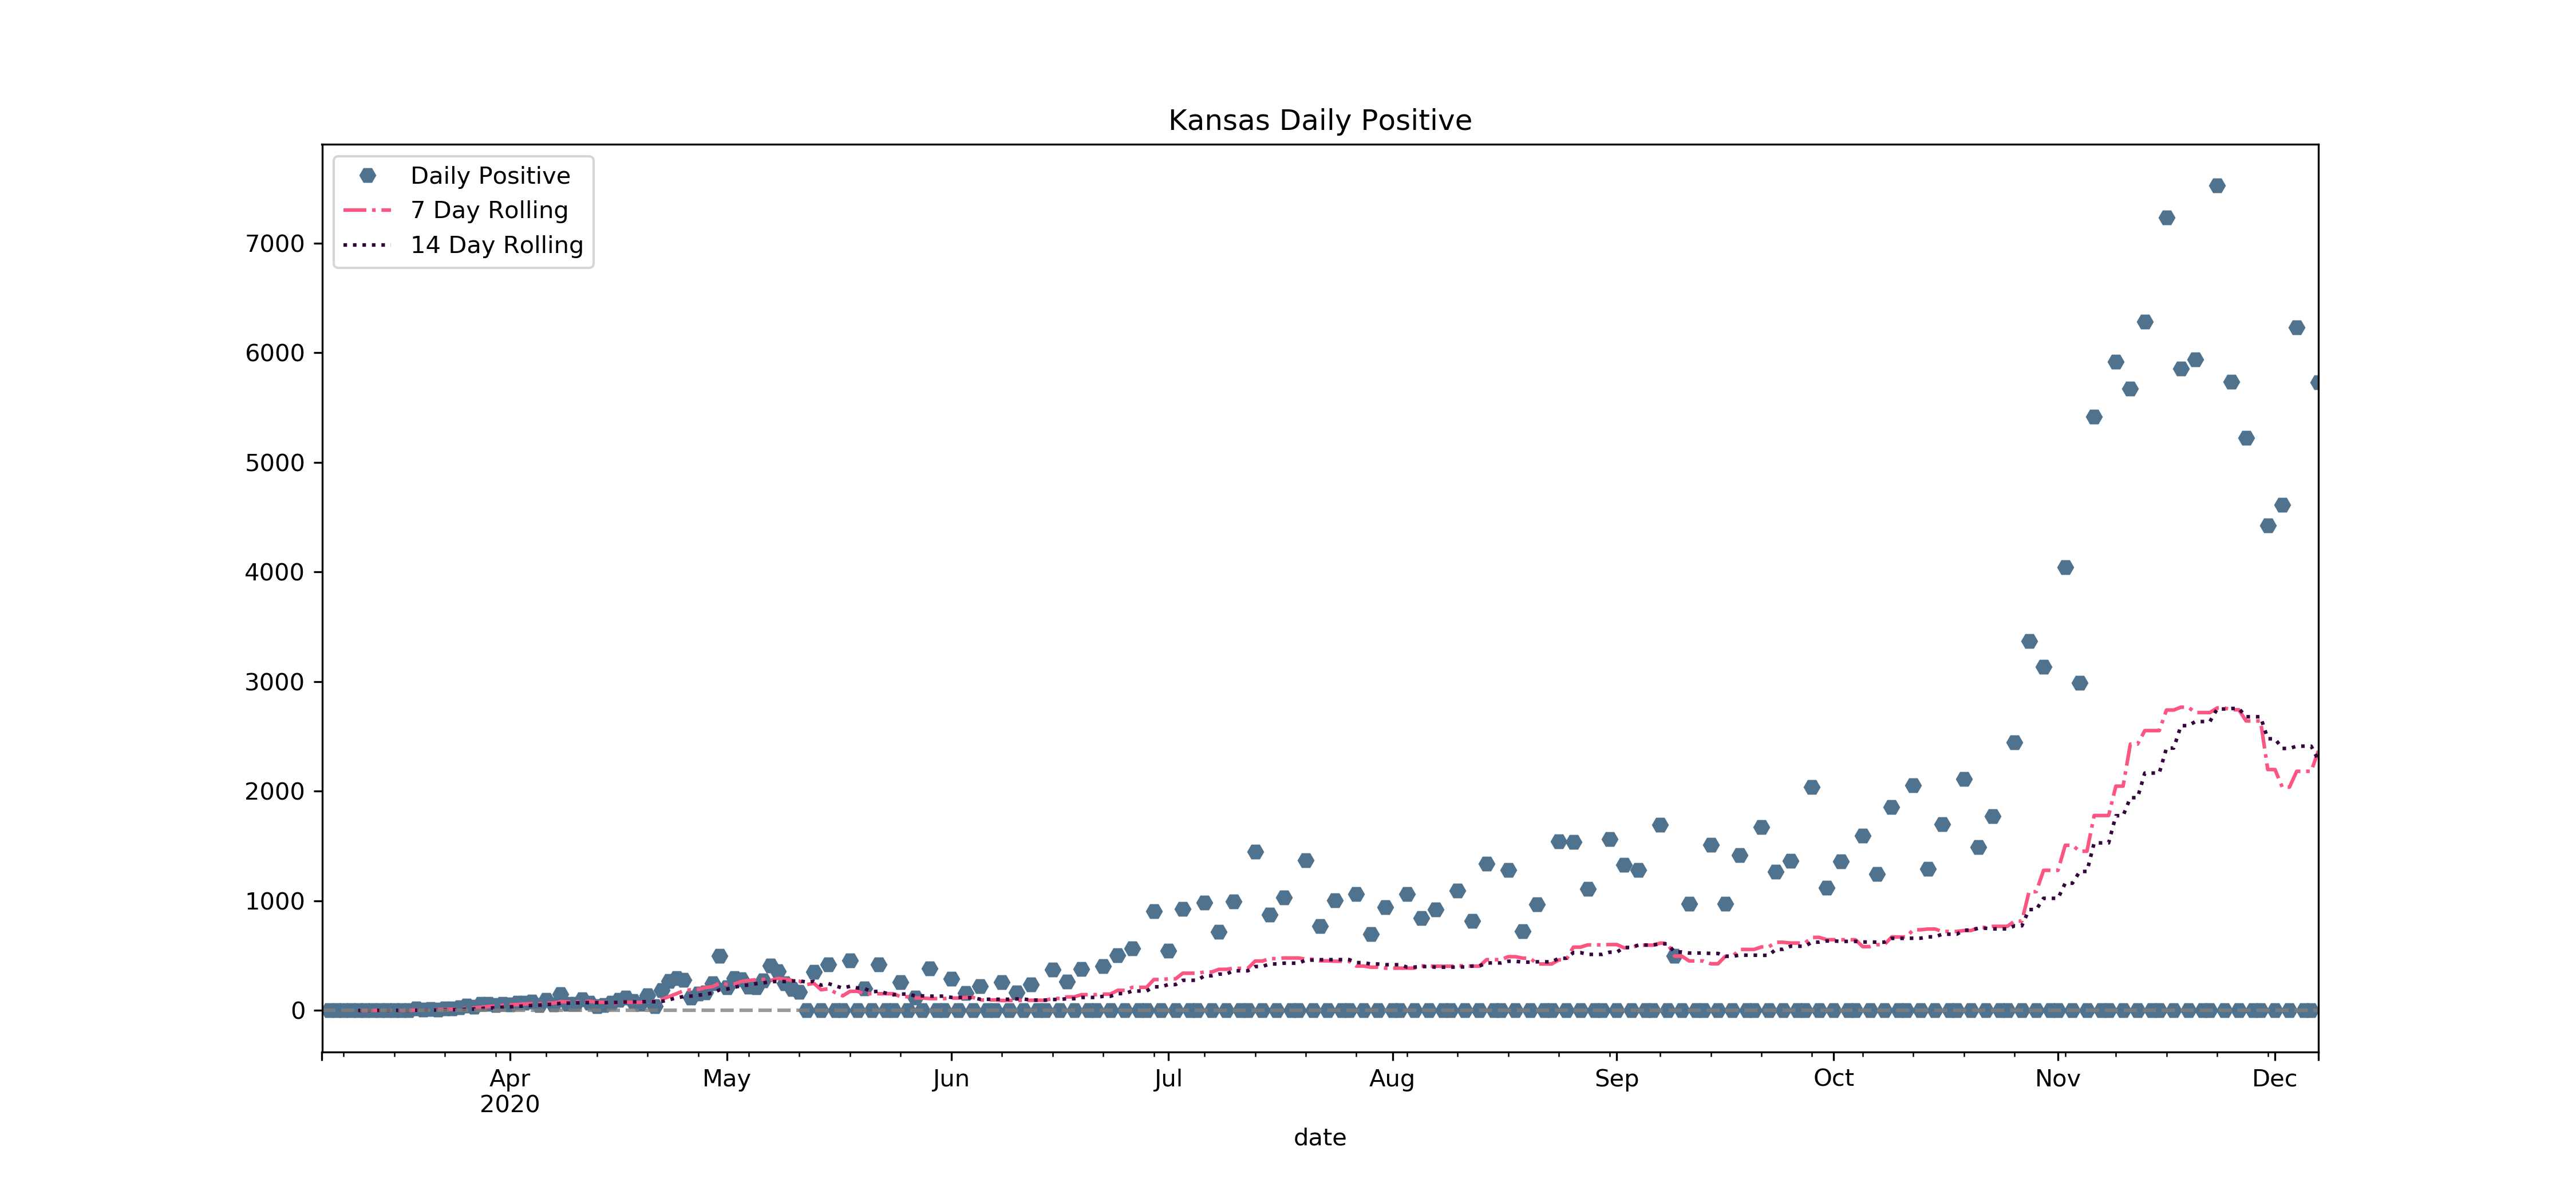 Kansas Daily Positive
Daily Positive
7 Day Rolling
14 Day Rolling
7000
6000
5000
4000
3000
2000
1000
0
Apr May Jun Jul Aug Sep Oct Nov Dec
2020
date